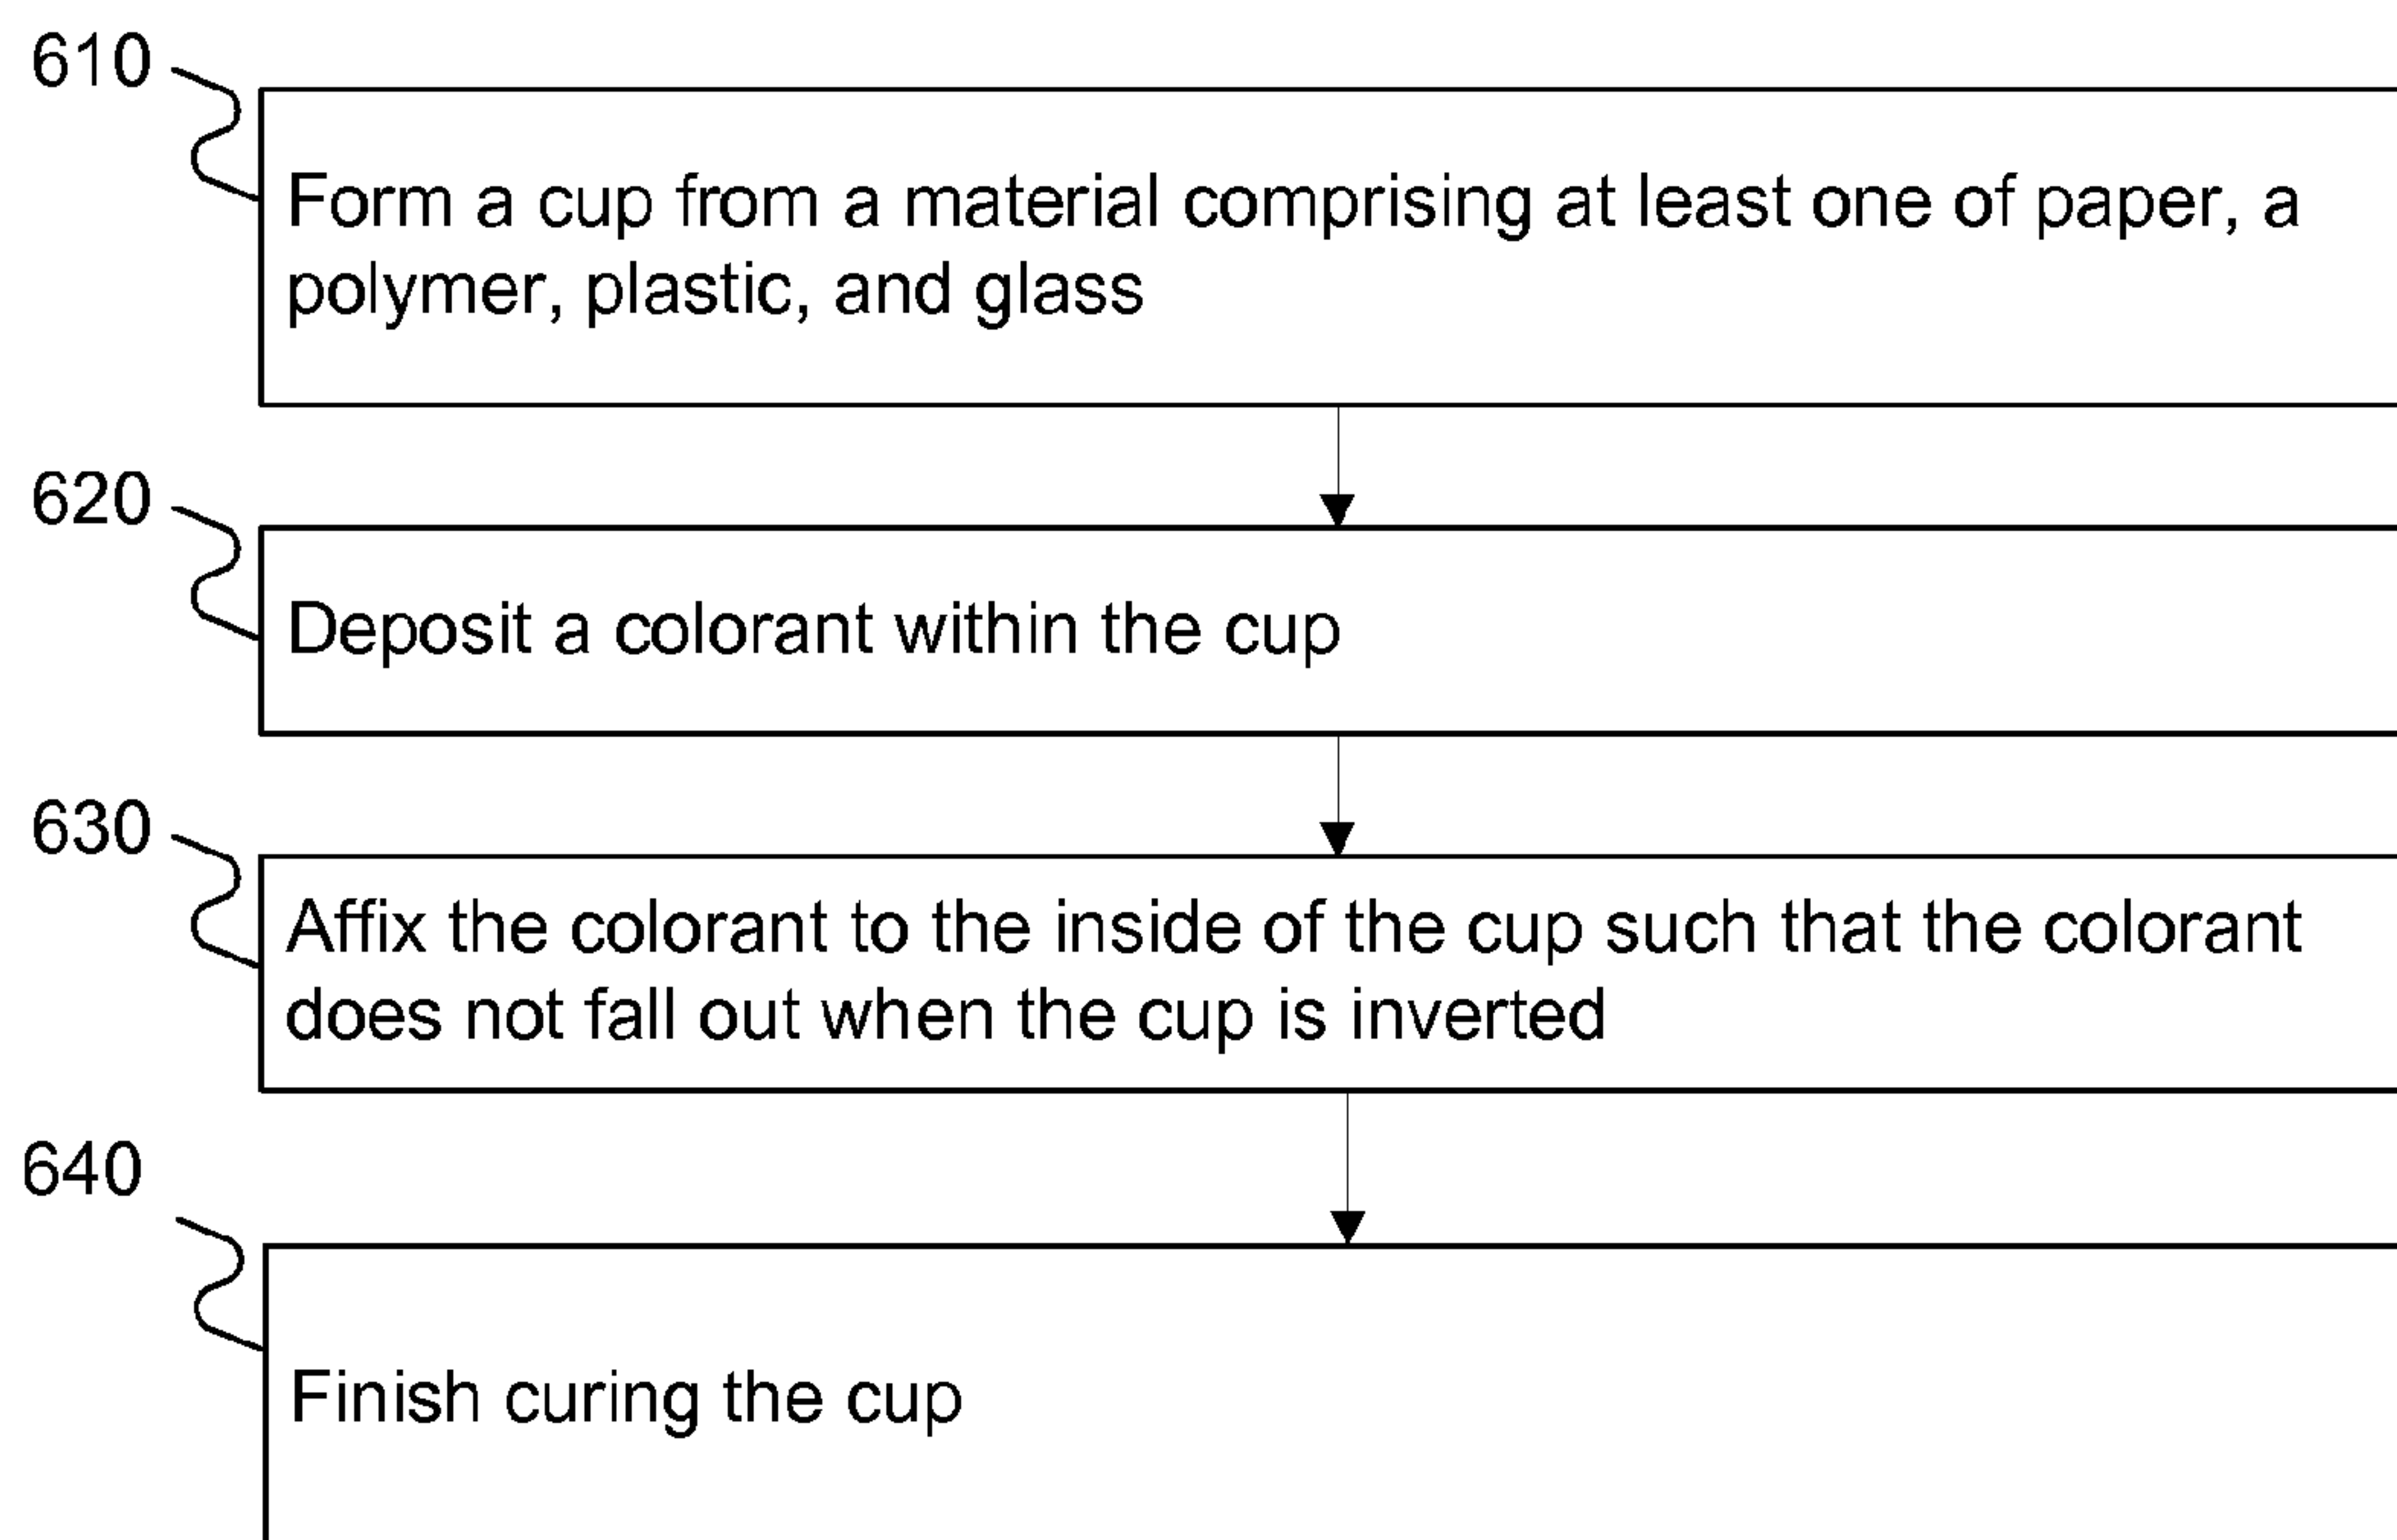 610
Form a cup from a material comprising at least one of paper, a
polymer, plastic, and glass
620
Deposit a colorant within the cup
630
Affix the colorant to the inside of the cup such that the colorant
does not fall out when the cup is inverted
640
Finish curing the cup